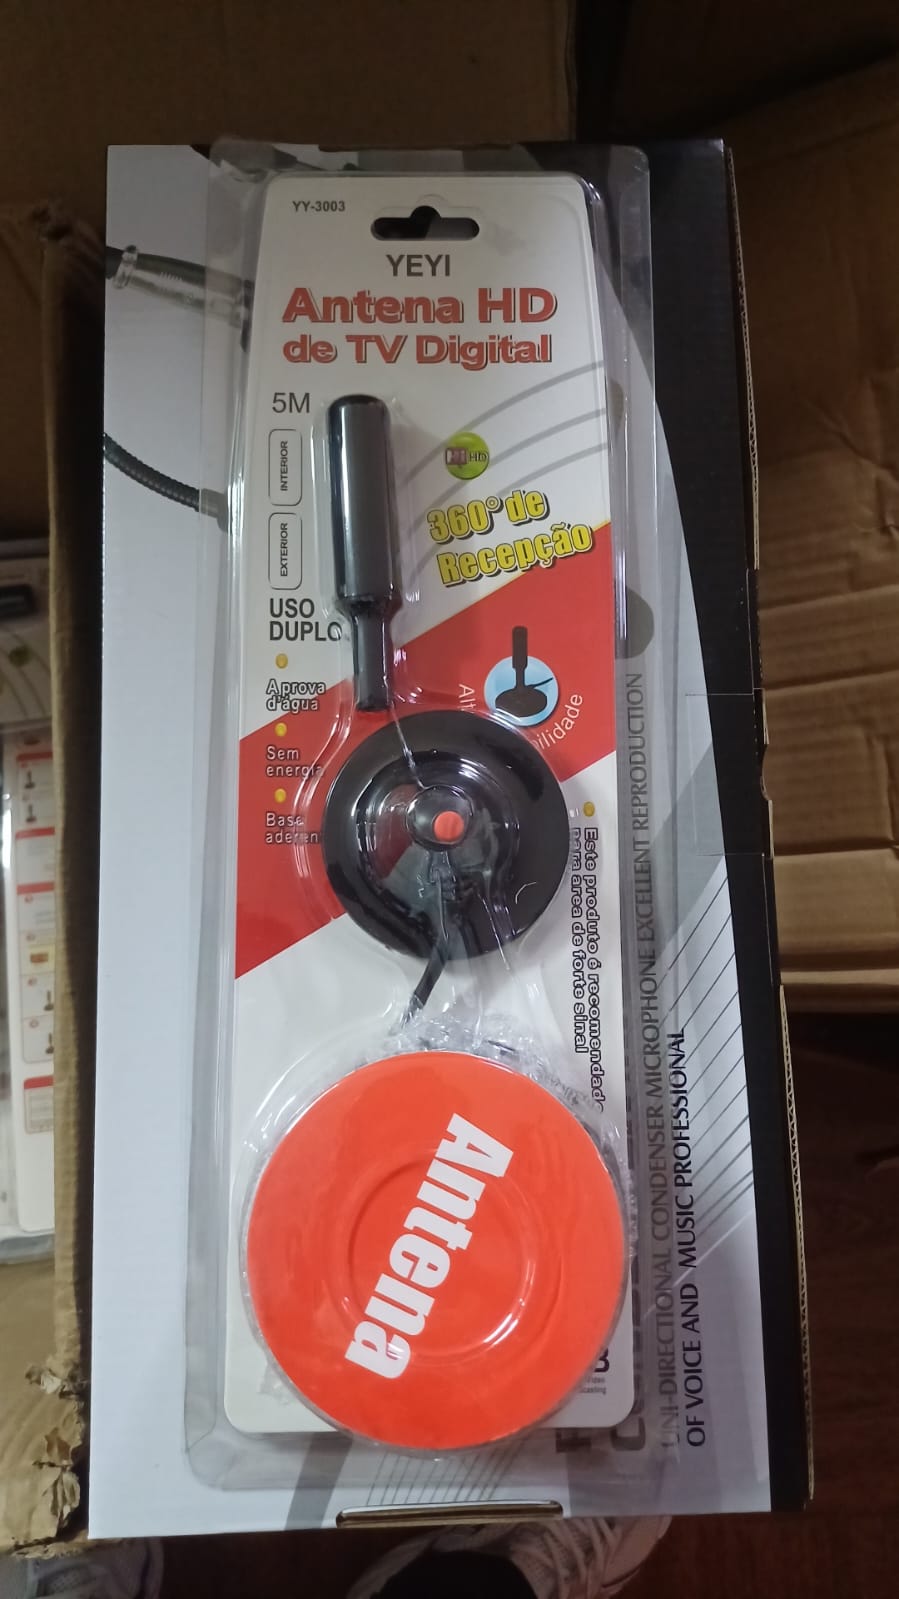 YY-3003
YEYI
Antena HD
de TV Digital
5M
INTERIOR
EXTERIOR
HD
360° de
Recepção
USO
DUPLO
A prova
d'água
Sem
energia
Base
Este produto é recomendado
para area de forte sinal
Antena
UNI-DIRECTIONAL CONDENSER MICROPHONE EXCELLENT REPRODUCTION
OF VOICE AND MUSIC PROFESSIONAL